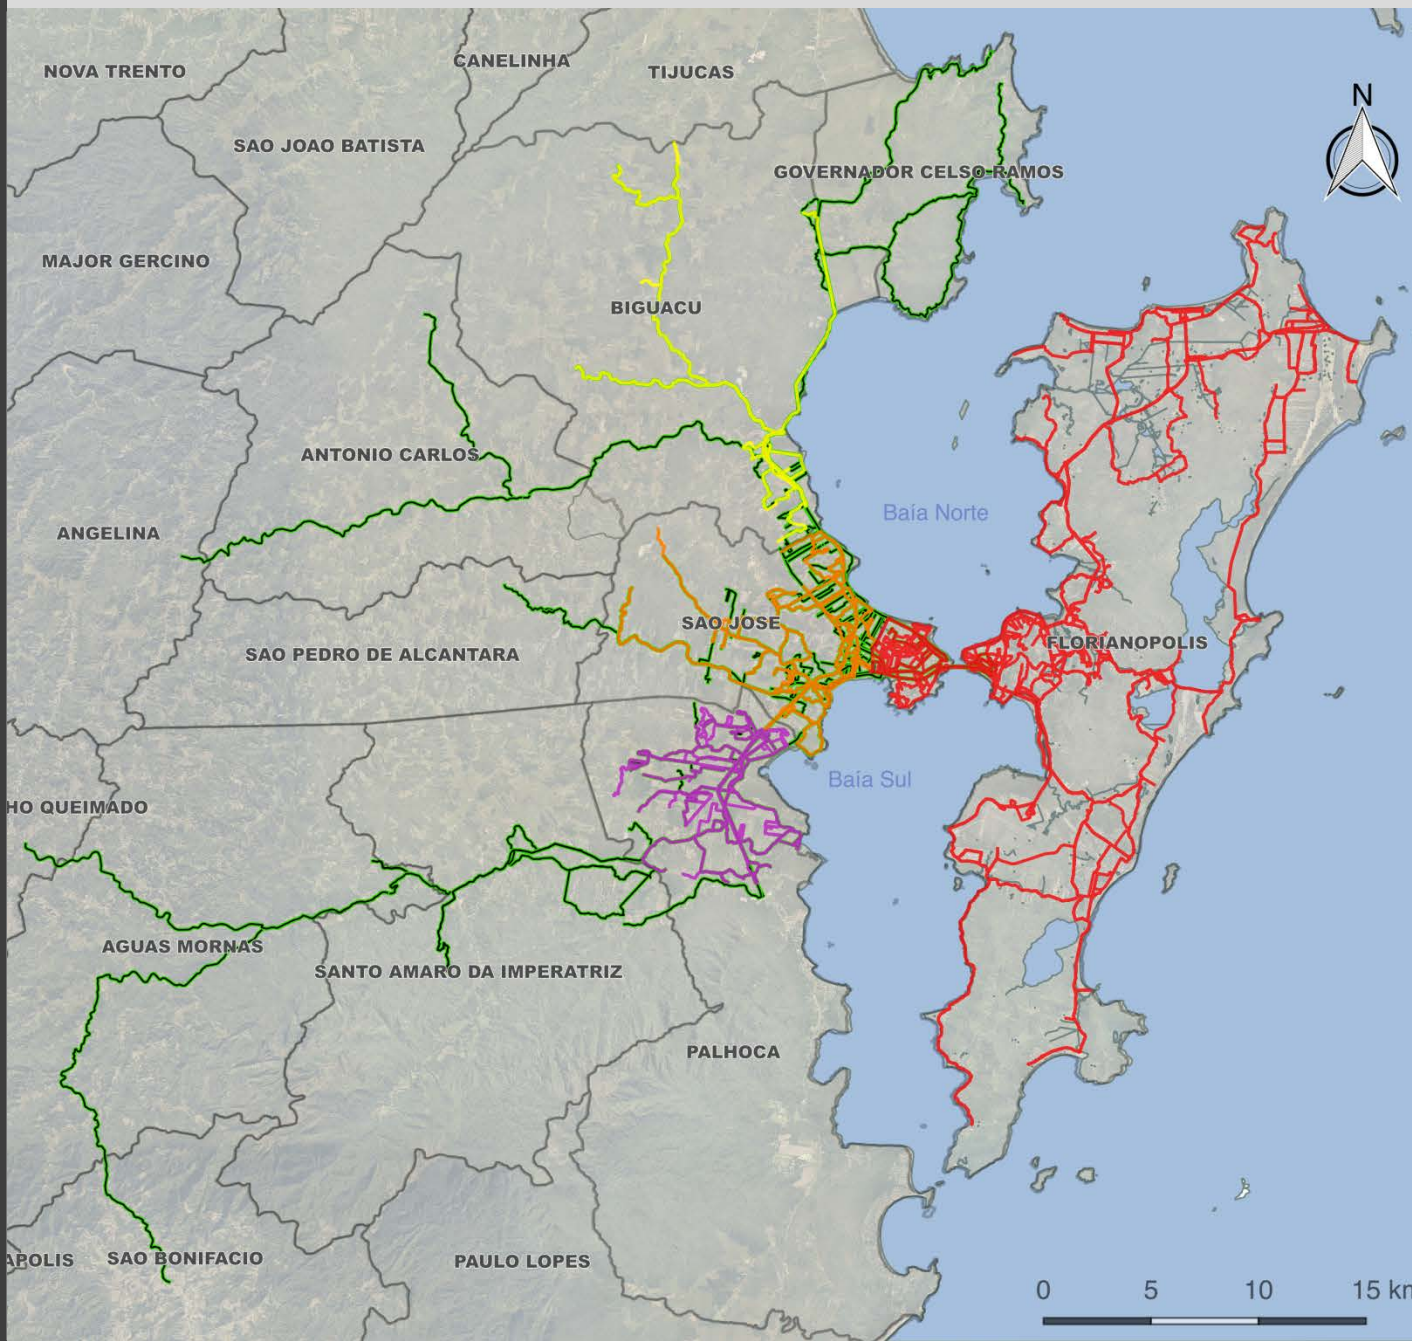 CANELINHA
NOVA TRENTO
TIJUCAS
N
SAO JOAO BATISTA
GOVERNADOR CELSO RAMOS
MAJOR GERCINO
BIGUACU
ANTONIO CARLOS
Baía Norte
ANGELINA
SAO JOSE
FLORIANOPOLIS
SAO PEDRO DE ALCANTARA
Baía Sul
HO QUEIMADO
AGUAS MORNAS
SANTO AMARO DA IMPERATRIZ
PALHOCA
APOLIS
SAO BONIFACIO
PAULO LOPES
0 5 10 15 km